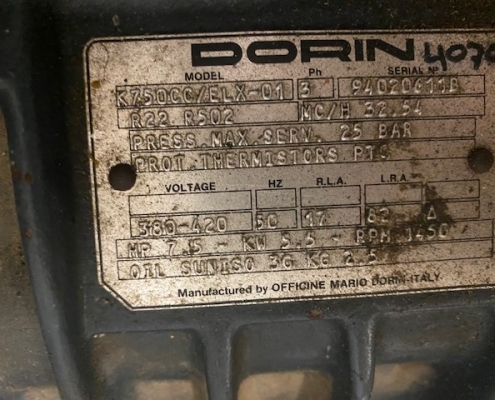 DORIN 4070
MODEL Ph SERIAL Nº
K750CC/ELX-01 3
R22 R502 MC/H 32.54
PRESS.MAX.SERV. 25 BAR
PROT.THERMISTORS PTC
VOLTAGE HZ R.L.A. L.R.A.
380-420 50 17 82 A
HP 7.5 - KW 5.5 - RPM 1450
OIL SUNISO 3G KG 2.5
Manufactured by OFFICINE MARIO DORIN-ITALY